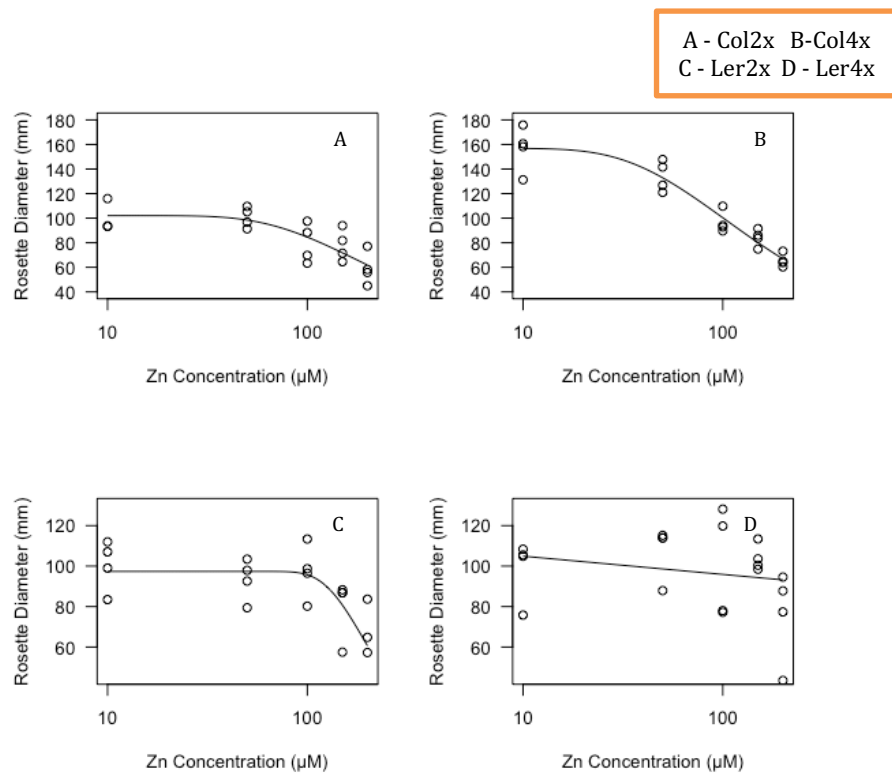 A - Col2x B-Col4x
C - Ler2x D - Ler4x
Rosette Diameter (mm)
180
160
140
120
100
80
60
40
A
10
100
Zn Concentration (µM)
Rosette Diameter (mm)
180
160
140
120
100
80
60
40
B
10
100
Zn Concentration (µM)
Rosette Diameter (mm)
120
100
80
60
C
10
100
Zn Concentration (µM)
Rosette Diameter (mm)
120
100
80
60
D
10
100
Zn Concentration (µM)